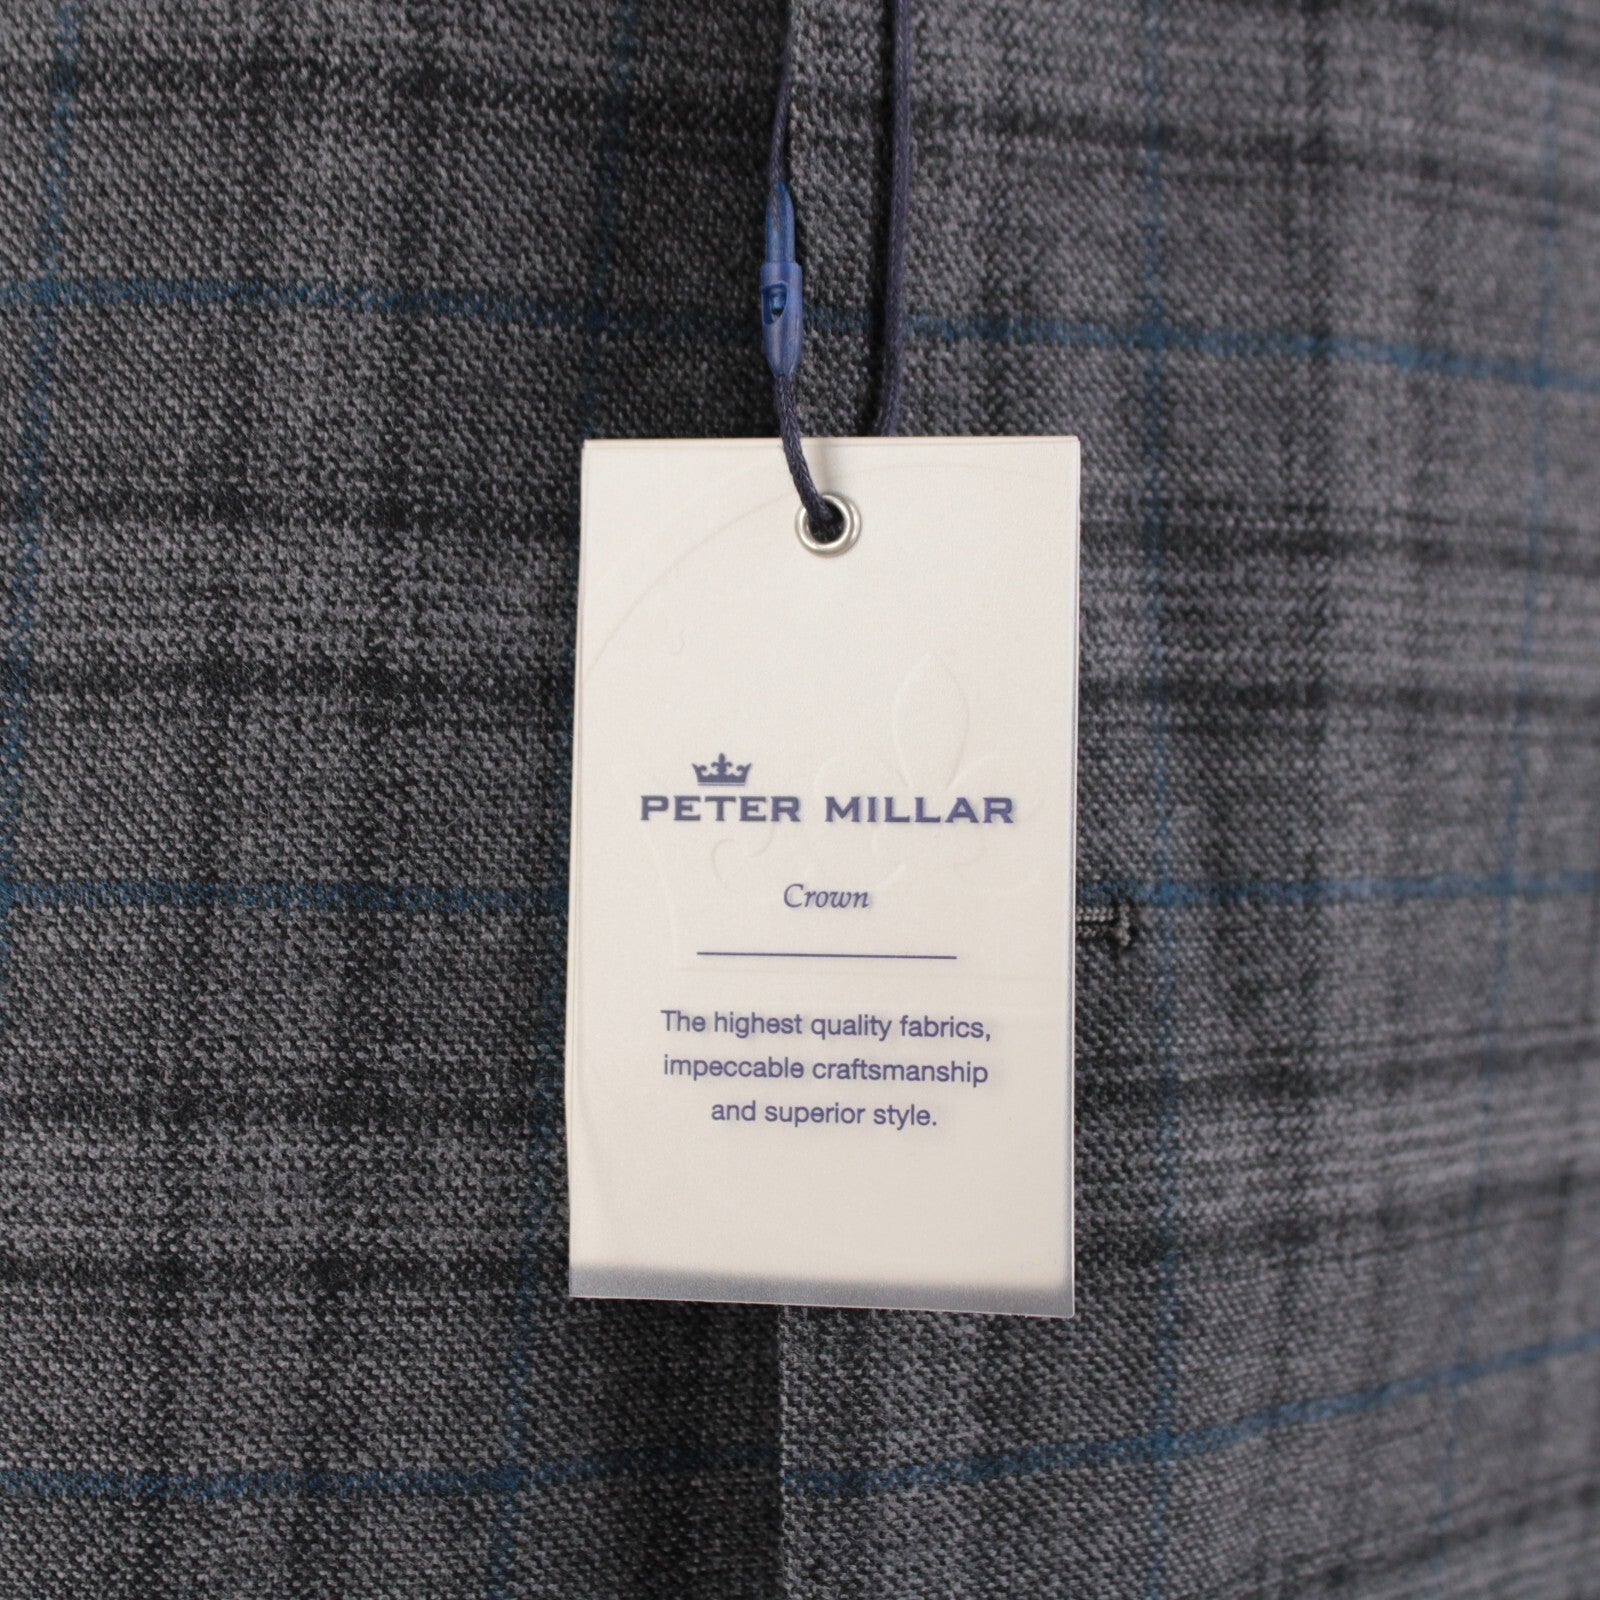 PETER MILLAR
Crown
The highest quality fabrics,
impeccable craftsmanship
and superior style.